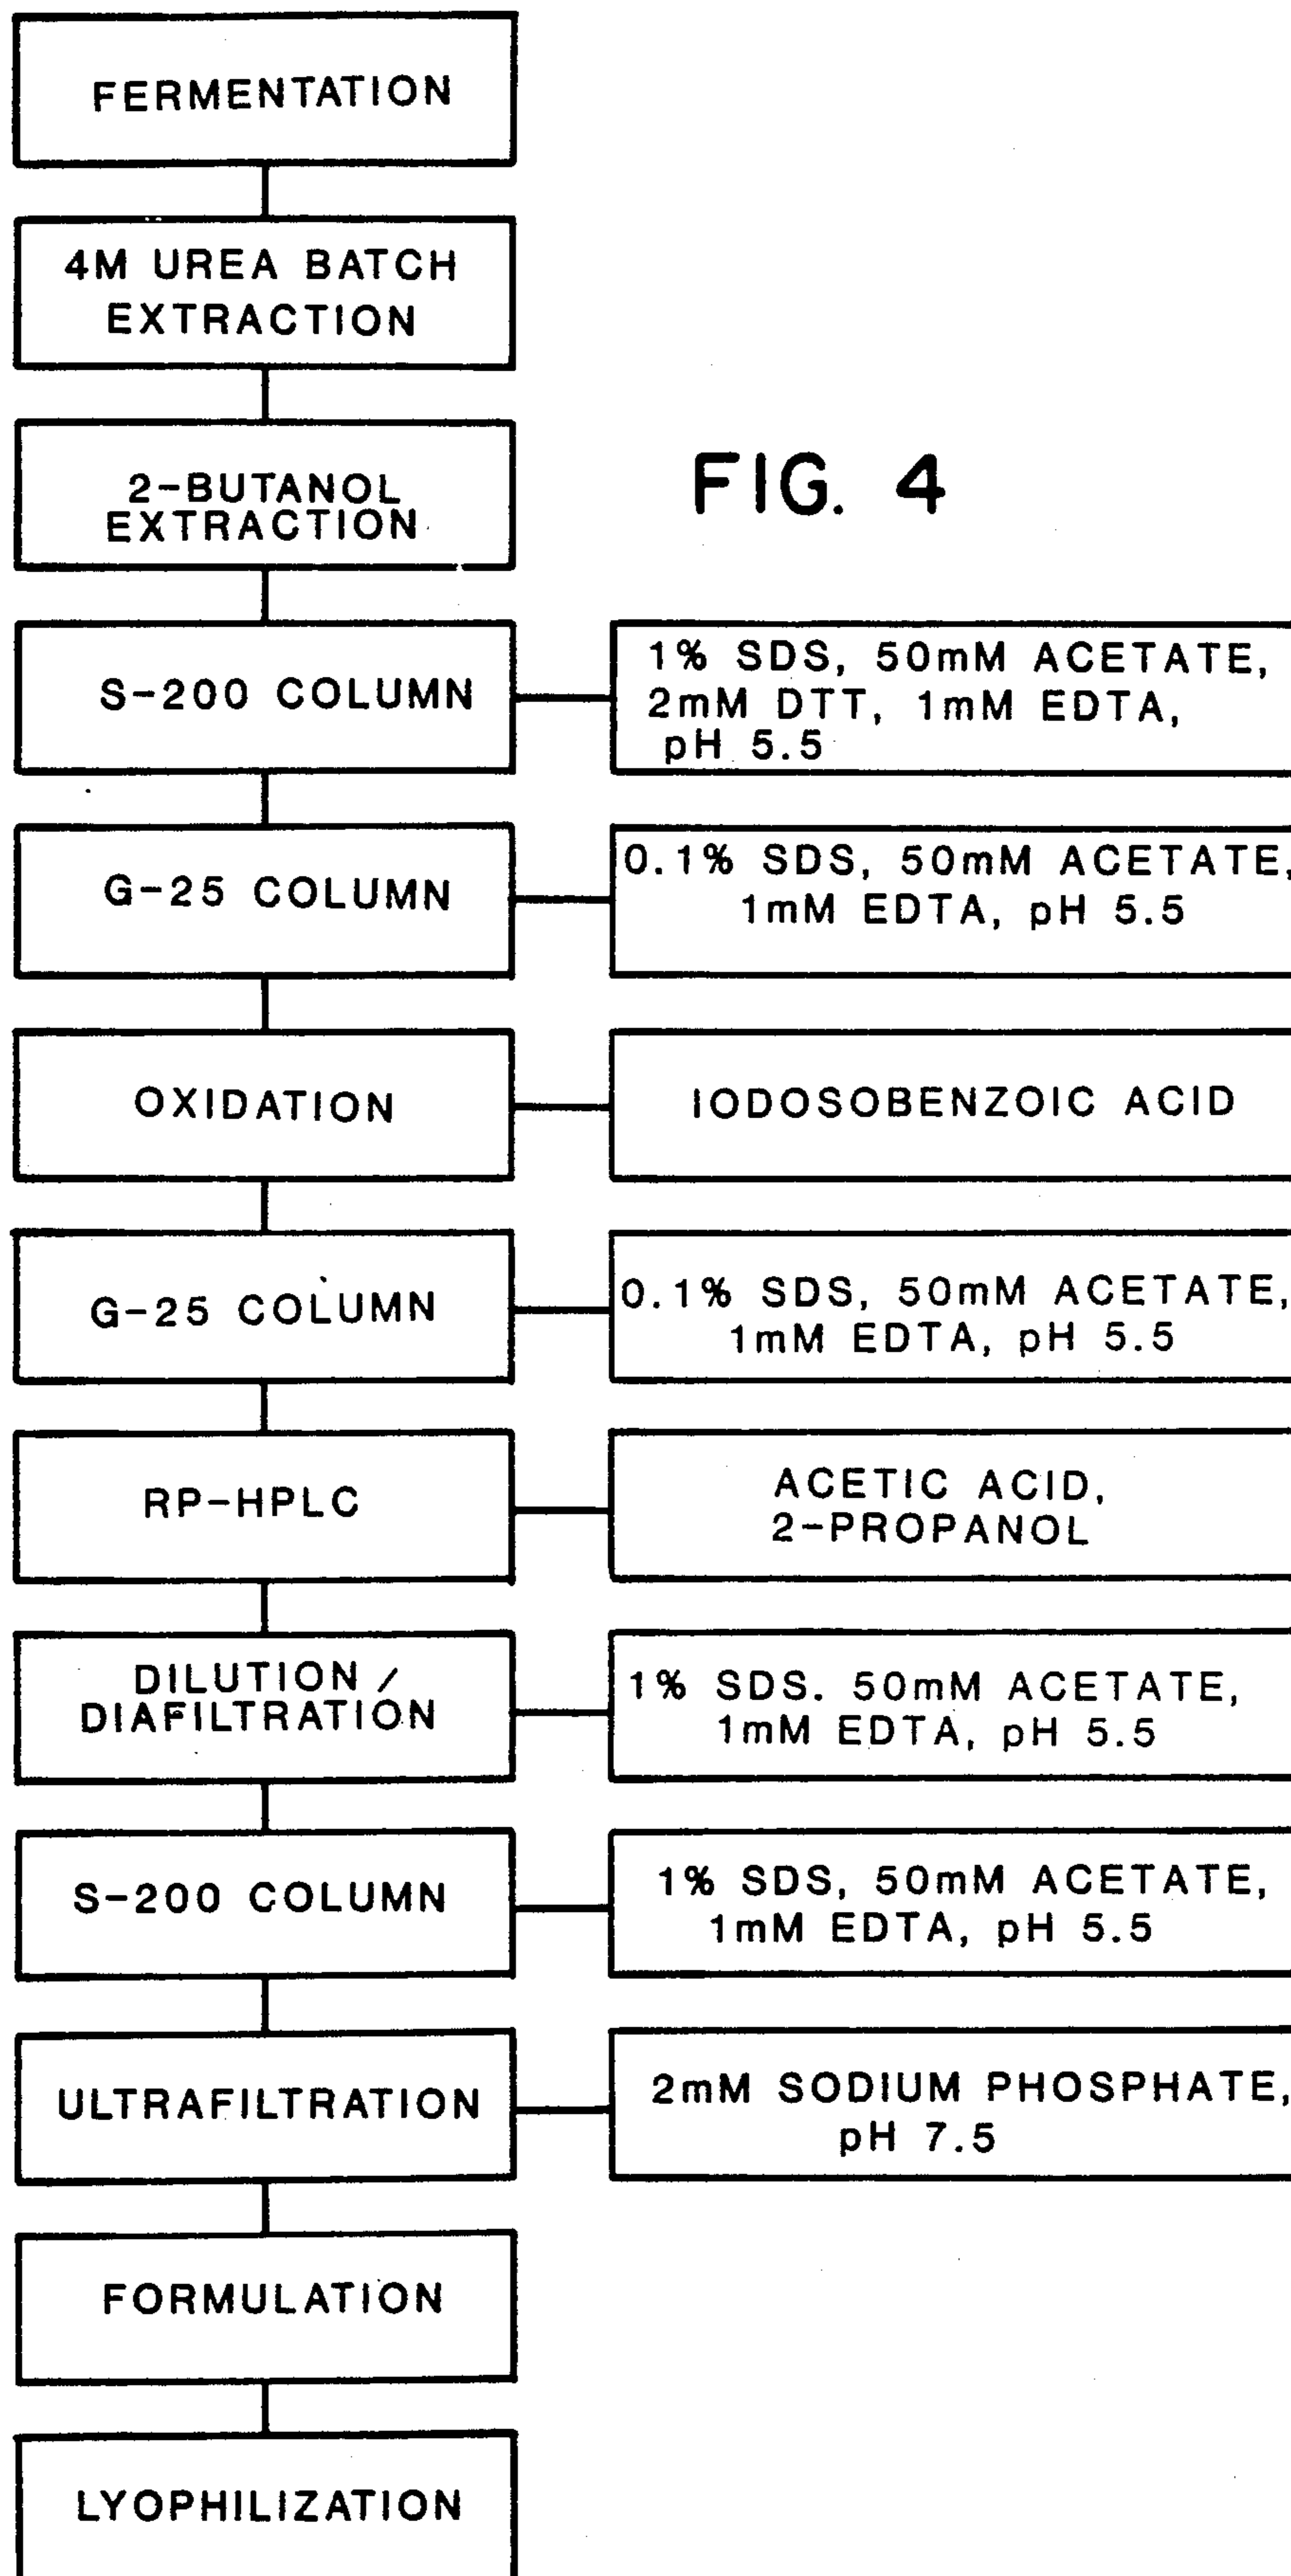 FERMENTATION
4M UREA BATCH
EXTRACTION
2-BUTANOL
EXTRACTION
FIG. 4
S-200 COLUMN
1% SDS, 50mM ACETATE,
2mM DTT, 1mM EDTA,
pH 5.5
G-25 COLUMN
0.1% SDS, 50mM ACETATE,
1mM EDTA, pH 5.5
OXIDATION
IODOSOBENZOIC ACID
G-25 COLUMN
0.1% SDS, 50mM ACETATE,
1mM EDTA, pH 5.5
RP-HPLC
ACETIC ACID,
2-PROPANOL
DILUTION /
DIAFILTRATION
1% SDS. 50mM ACETATE,
1mM EDTA, pH 5.5
S-200 COLUMN
1% SDS, 50mM ACETATE,
1mM EDTA, pH 5.5
ULTRAFILTRATION
2mM SODIUM PHOSPHATE,
pH 7.5
FORMULATION
LYOPHILIZATION